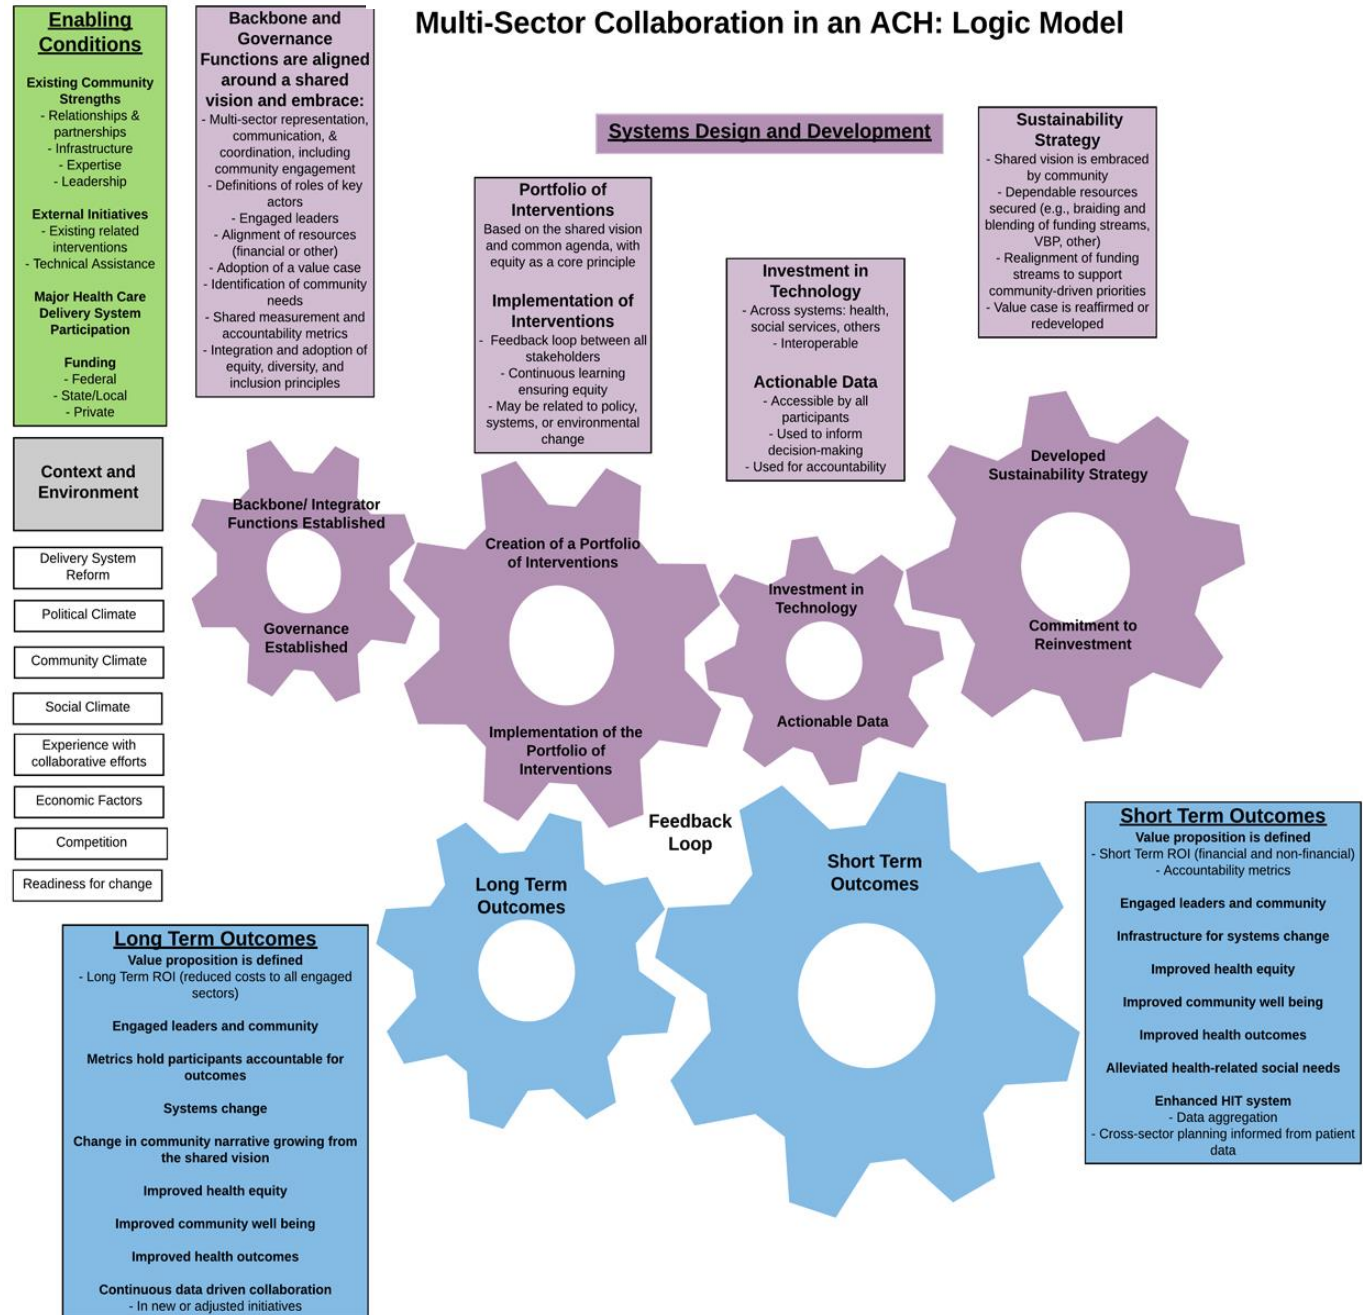 Multi-Sector Collaboration in an ACH: Logic Model
Enabling
Conditions
Existing Community
Strengths
- Relationships &
partnerships
- Infrastructure
- Expertise
- Leadership
External Initiatives
- Existing related
interventions
- Technical Assistance
Major Health Care
Delivery System
Participation
Funding
- Federal
- State/Local
- Private
Context and
Environment
Delivery System
Reform
Political Climate
Community Climate
Social Climate
Experience with
collaborative efforts
Economic Factors
Competition
Readiness for change
Backbone and
Governance
Functions are aligned
around a shared
vision and embrace:
- Multi-sector representation,
communication, &
coordination, including
community engagement
- Definitions of roles of key
actors
- Engaged leaders
- Alignment of resources
(financial or other)
- Adoption of a value case
- Identification of community
needs
- Shared measurement and
accountability metrics
- Integration and adoption of
equity, diversity, and
inclusion principles
Systems Design and Development
Portfolio of
Interventions
Based on the shared vision
and common agenda, with
equity as a core principle
Implementation of
Interventions
- Feedback loop between all
stakeholders
- Continuous learning
ensuring equity
- May be related to policy,
systems, or environmental
change
Investment in
Technology
- Across systems: health,
social services, others
- Interoperable
Actionable Data
- Accessible by all
participants
- Used to inform
decision-making
- Used for accountability
Sustainability
Strategy
- Shared vision is embraced
by community
- Dependable resources
secured (e.g., braiding and
blending of funding streams,
VBP, other)
- Realignment of funding
streams to support
community-driven priorities
- Value case is reaffirmed or
redeveloped
Backbone/ Integrator
Functions Established
Governance
Established
Creation of a Portfolio
of Interventions
Implementation of the
Portfolio of
Interventions
Investment in
Technology
Actionable Data
Developed
Sustainability Strategy
Commitment to
Reinvestment
Feedback
Loop
Long Term
Outcomes
Short Term
Outcomes
Short Term Outcomes
Value proposition is defined
- Short Term ROI (financial and non-financial)
- Accountability metrics
Engaged leaders and community
Infrastructure for systems change
Improved health equity
Improved community well being
Improved health outcomes
Alleviated health-related social needs
Enhanced HIT system
- Data aggregation
- Cross-sector planning informed from patient
data
Long Term Outcomes
Value proposition is defined
- Long Term ROI (reduced costs to all engaged
sectors)
Engaged leaders and community
Metrics hold participants accountable for
outcomes
Systems change
Change in community narrative growing from
the shared vision
Improved health equity
Improved community well being
Improved health outcomes
Continuous data driven collaboration
- In new or adjusted initiatives